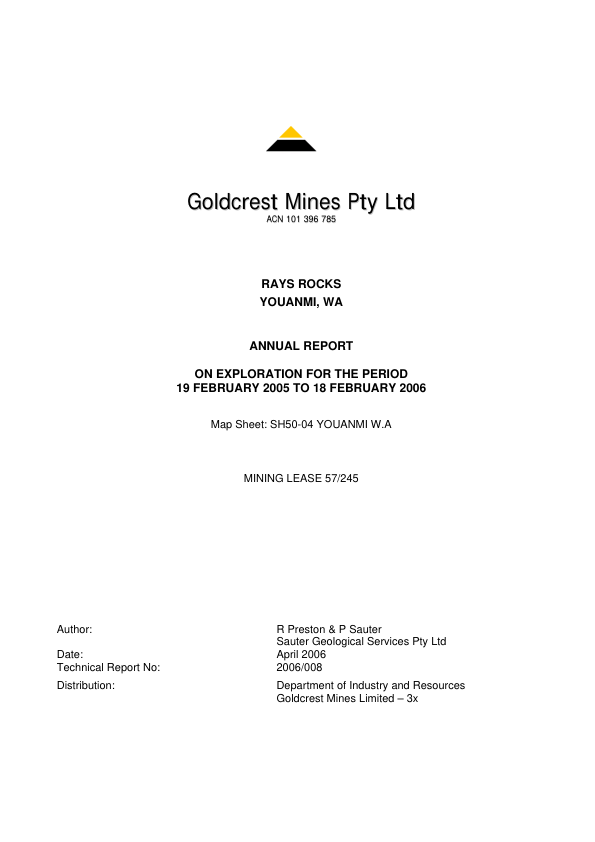 Goldcrest Mines Pty Ltd
ACN 101 396 785
RAYS ROCKS
YOUANMI, WA
ANNUAL REPORT
ON EXPLORATION FOR THE PERIOD
19 FEBRUARY 2005 TO 18 FEBRUARY 2006
Map Sheet: SH50-04 YOUANMI W.A
MINING LEASE 57/245
Author: R Preston & P Sauter
Sauter Geological Services Pty Ltd
Date: April 2006
Technical Report No: 2006/008
Distribution: Department of Industry and Resources
Goldcrest Mines Limited – 3x